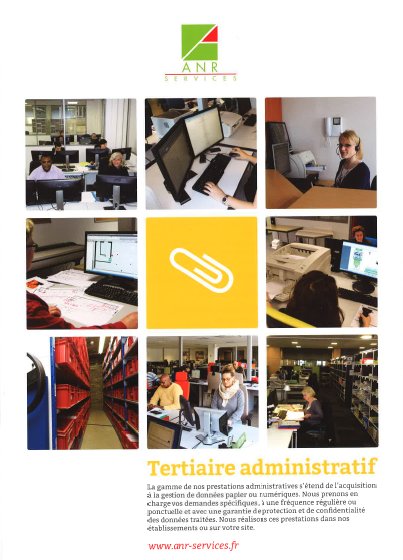 ANR
SERVICES
Tertiaire administratif
La gamme de nos prestations administratives s'étend de l'acquisition
à la gestion de données papier ou numériques. Nous prenons en
charge vos demandes spécifiques, à une fréquence régulière ou
ponctuelle et avec une garantie de protection et de confidentialité
des données traitées. Nous réalisons ces prestations dans nos
établissements ou sur votre site.
www.anr-services.fr